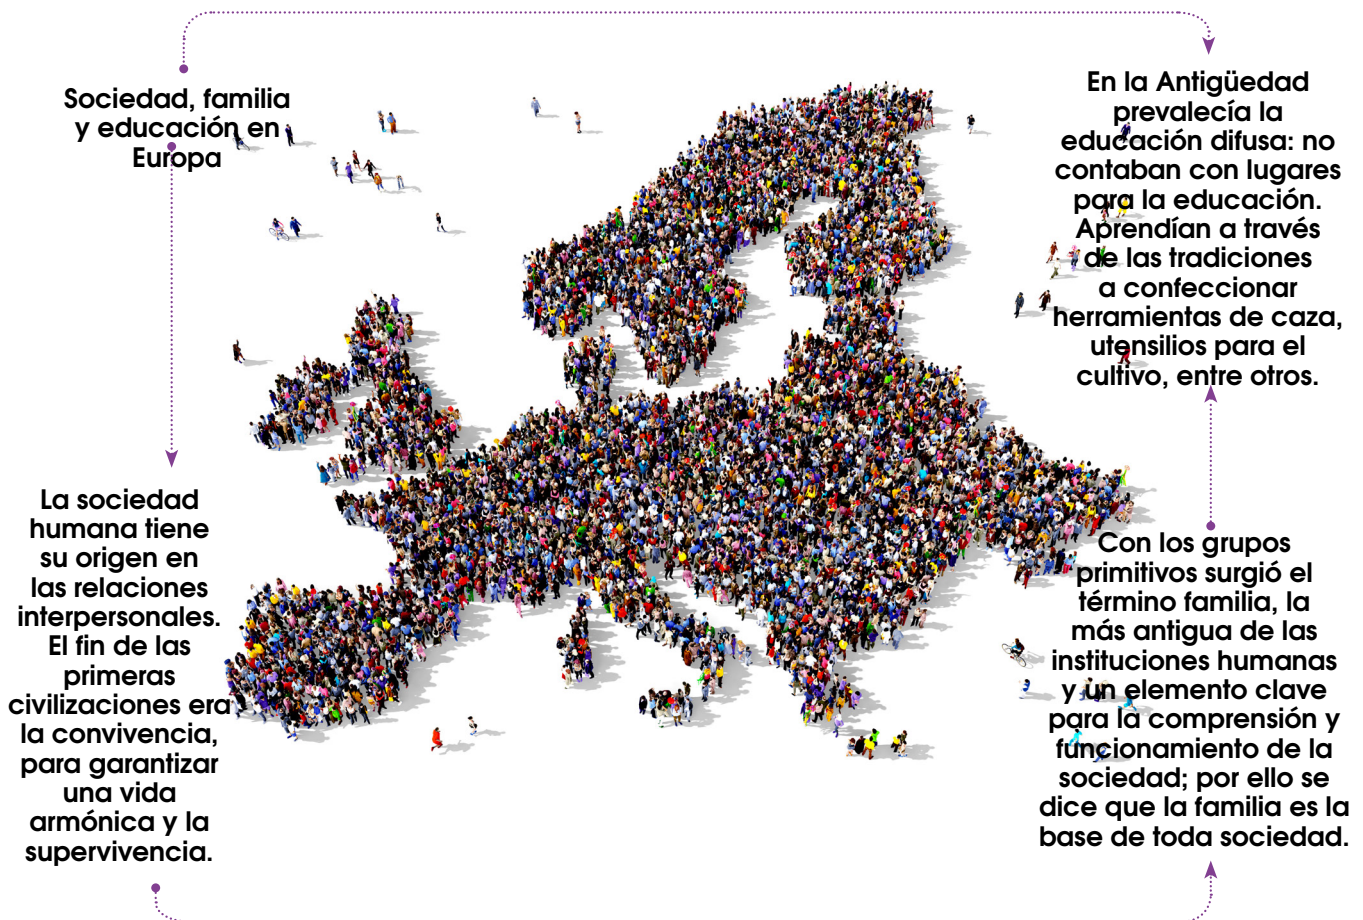 Sociedad, familia
y educación en
Europa
La sociedad
humana tiene
su origen en
las relaciones
interpersonales.
El fin de las
primeras
civilizaciones era
la convivencia,
para garantizar
una vida
armónica y la
supervivencia.
Con los grupos
primitivos surgió el
término familia, la
más antigua de las
instituciones humanas
y un elemento clave
para la comprensión y
funcionamiento de la
sociedad; por ello se
dice que la familia es la
base de toda sociedad.
En la Antigüedad
prevalecía la
educación difusa: no
contaban con lugares
para la educación.
Aprendían a través
de las tradiciones
a confeccionar
herramientas de caza,
utensilios para el
cultivo, entre otros.